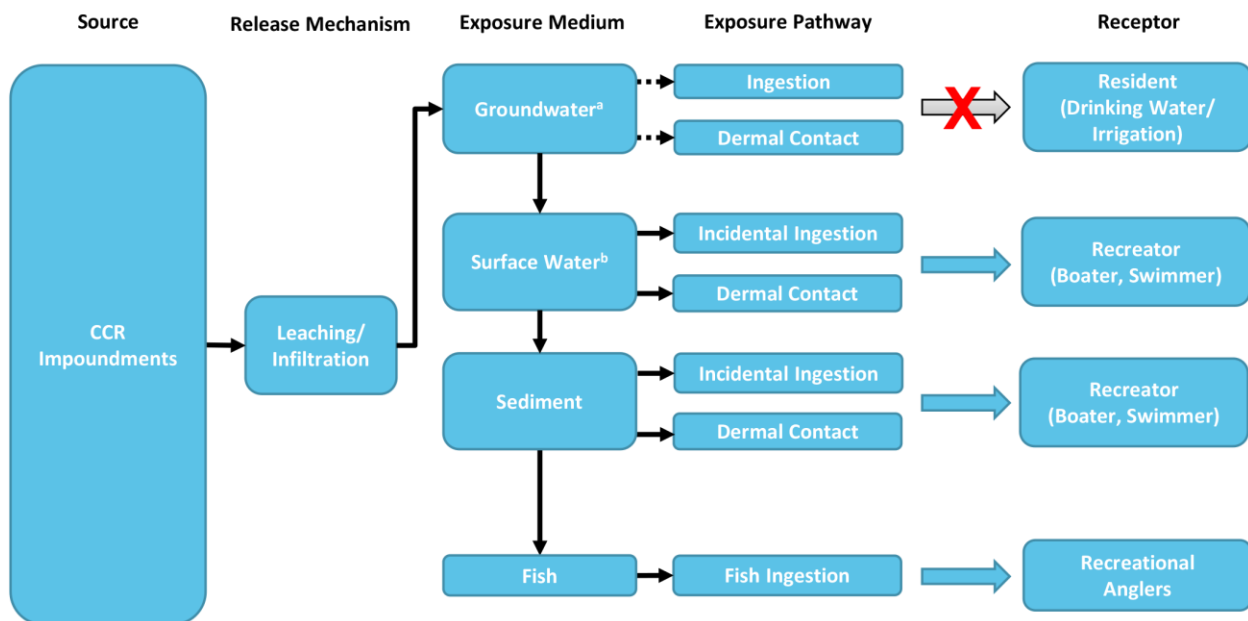 Source
Release Mechanism
Exposure Medium
Exposure Pathway
Receptor
CCR
Impoundments
Leaching/
Infiltration
Groundwaterᵃ
Ingestion
Dermal Contact
X
Resident
(Drinking Water/
Irrigation)
Surface Waterᵇ
Incidental Ingestion
Dermal Contact
Recreator
(Boater, Swimmer)
Sediment
Incidental Ingestion
Dermal Contact
Recreator
(Boater, Swimmer)
Fish
Fish Ingestion
Recreational
Anglers